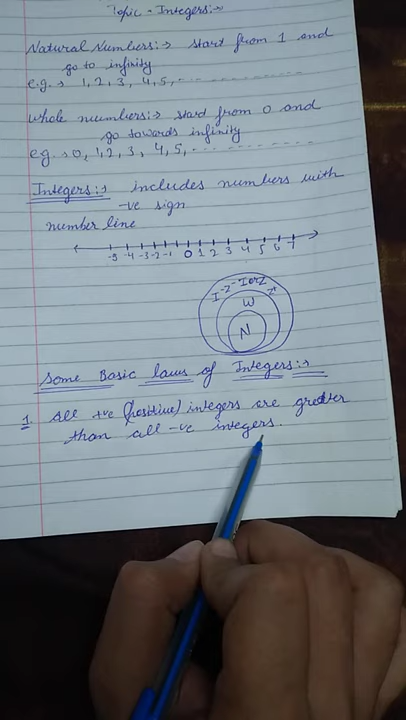 Topic - Integers:→
Natural Numbers:→ start from 1 and
go to infinity
e.g.→ 1, 2, 3, 4, 5, - - - - - - - - - - -
Whole numbers:→ start from 0 and
go towards infinity
e.g.→ 0, 1, 2, 3, 4, 5, - - - - - - - - - - -
Integers:→ includes numbers with
-ve sign
number line
-5 -4 -3 -2 -1 0 1 2 3 4 5 6 7
I or Z
Z⁺
W
N
Some Basic laws of Integers:→
1. All +ve (positive) integers are greater
than all -ve integers.